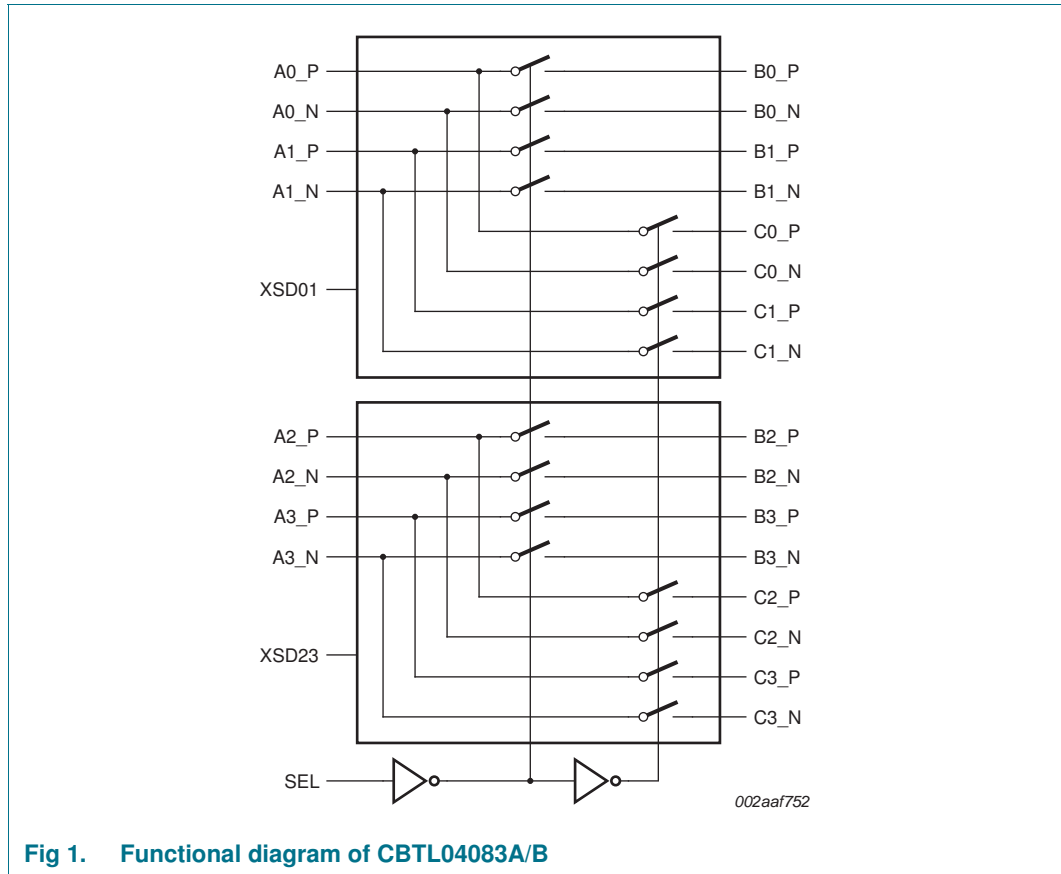 A0_P B0_P
A0_N B0_N
A1_P B1_P
A1_N B1_N
C0_P
C0_N
XSD01
C1_P
C1_N
A2_P B2_P
A2_N B2_N
A3_P B3_P
A3_N B3_N
C2_P
C2_N
XSD23
C3_P
C3_N
SEL
002aaf752
Fig 1. Functional diagram of CBTL04083A/B